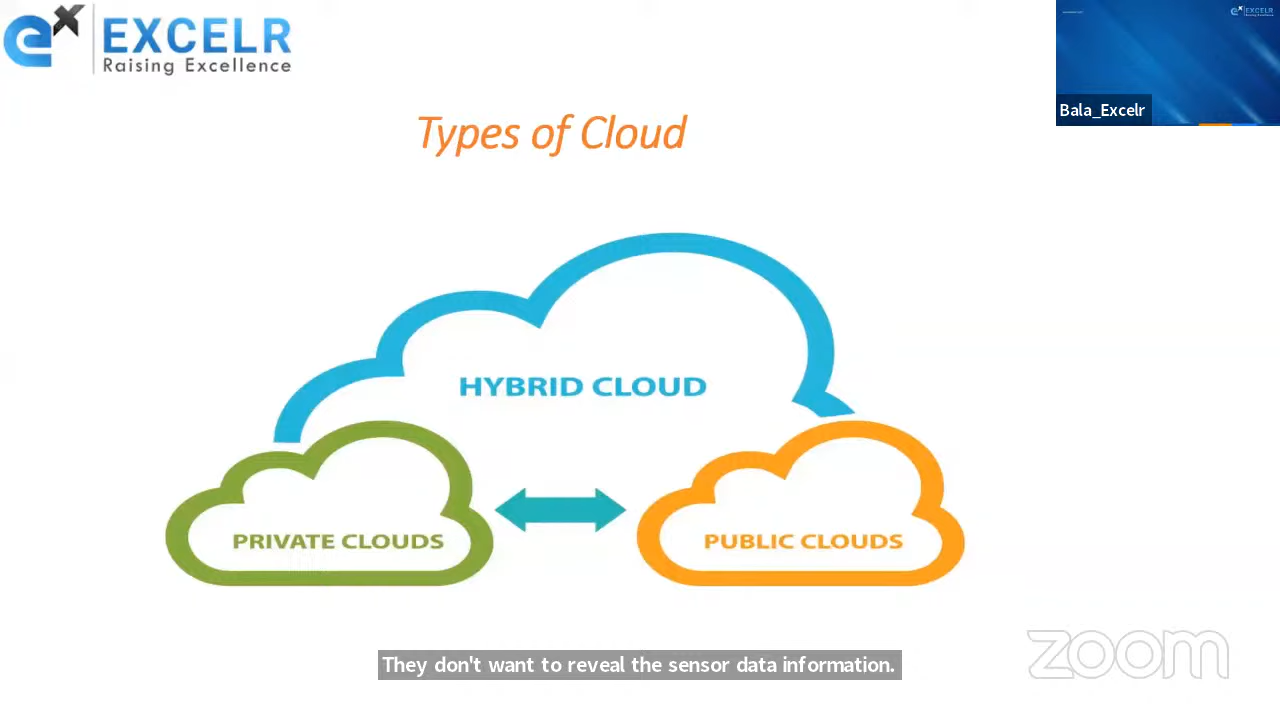 EXCELR
Raising Excellence
EXCELR
Bala_Excelr
Types of Cloud
HYBRID CLOUD
PRIVATE CLOUDS
PUBLIC CLOUDS
They don't want to reveal the sensor data information.
zoom